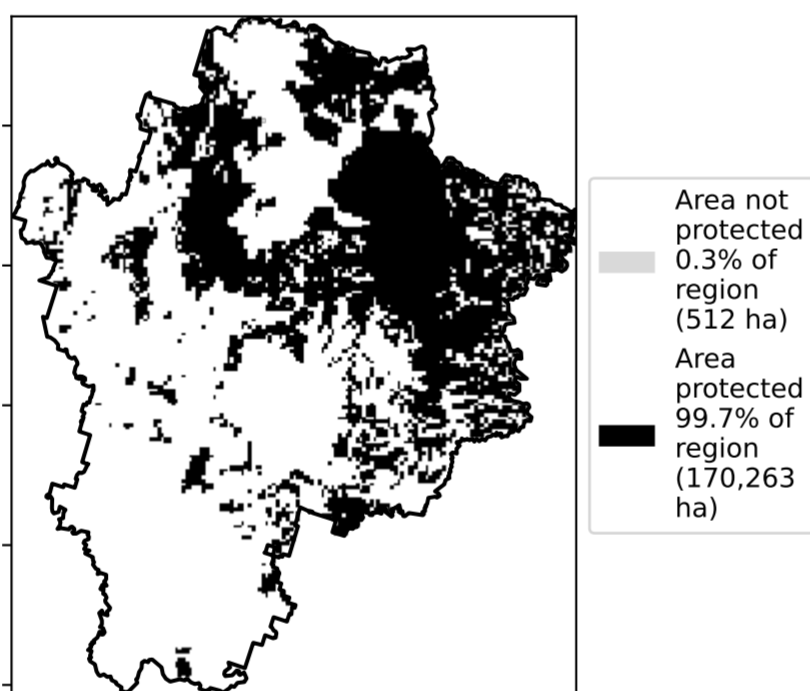 Area not
protected
0.3% of
region
(512 ha)
Area
protected
99.7% of
region
(170,263
ha)